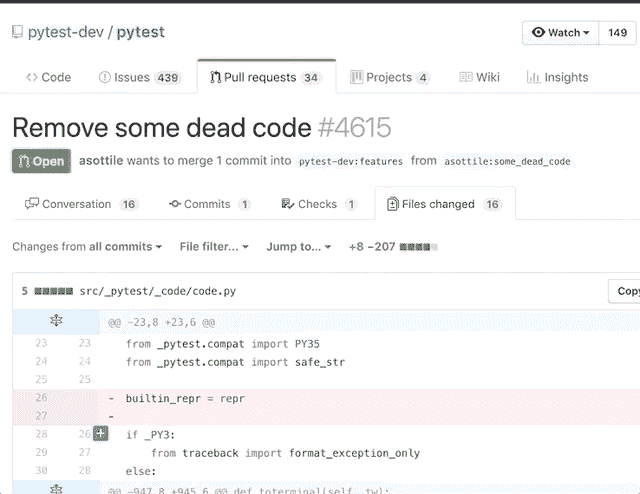 pytest-dev / pytest
Watch 149
Code Issues 439 Pull requests 34 Projects 4 Wiki Insights
Remove some dead code #4615
Open asottile wants to merge 1 commit into pytest-dev:features from asottile:some_dead_code
Conversation 16 Commits 1 Checks 1 Files changed 16
Changes from all commits File filter... Jump to... +8 −207
5 src/_pytest/_code/code.py
Copy
@@ -23,8 +23,6 @@
23 23 from _pytest.compat import PY35
24 24 from _pytest.compat import safe_str
25 25
26 - builtin_repr = repr
27 -
28 26 + if _PY3:
29 27 from traceback import format_exception_only
30 28 else:
@@ -947,8 +945,6 @@ def toterminal(self, tw):